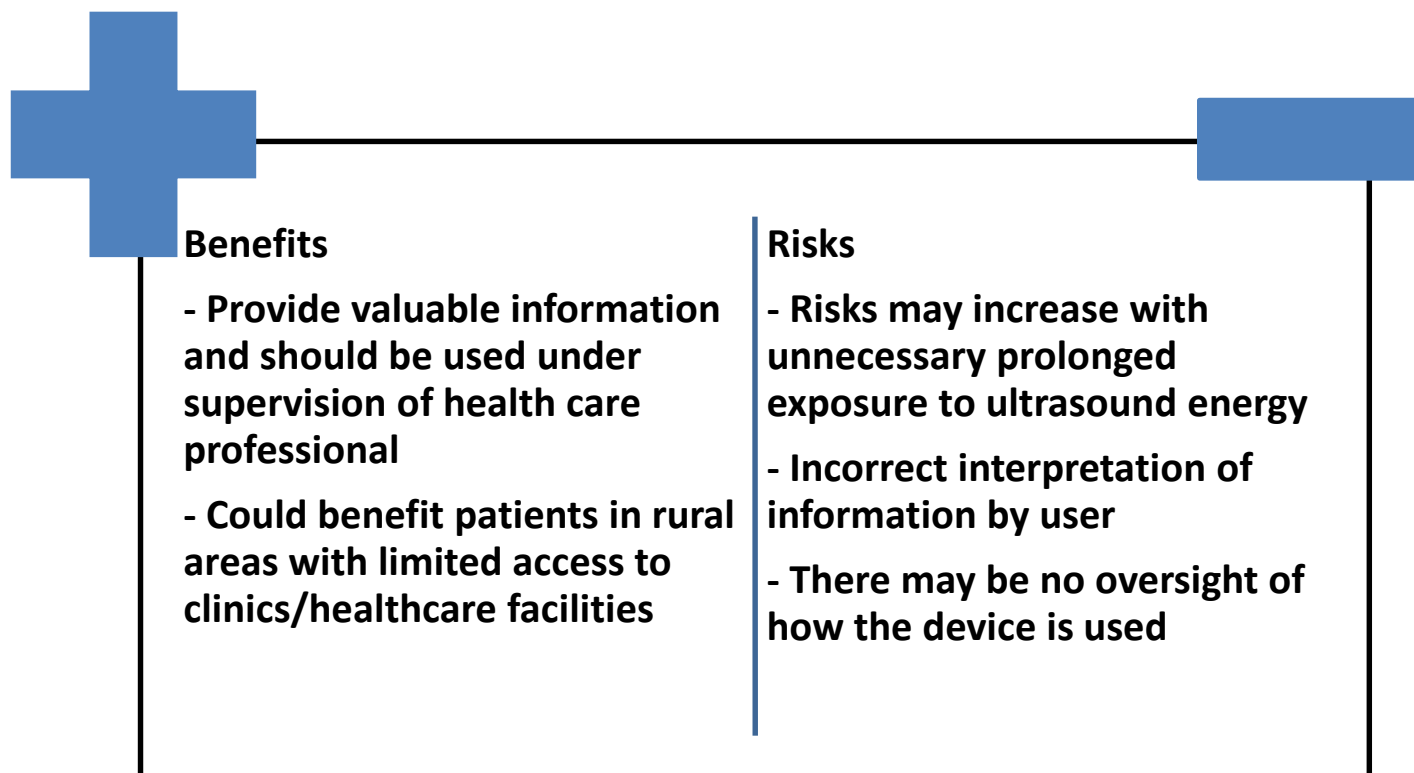 Benefits
- Provide valuable information
and should be used under
supervision of health care
professional
- Could benefit patients in rural
areas with limited access to
clinics/healthcare facilities
Risks
- Risks may increase with
unnecessary prolonged
exposure to ultrasound energy
- Incorrect interpretation of
information by user
- There may be no oversight of
how the device is used